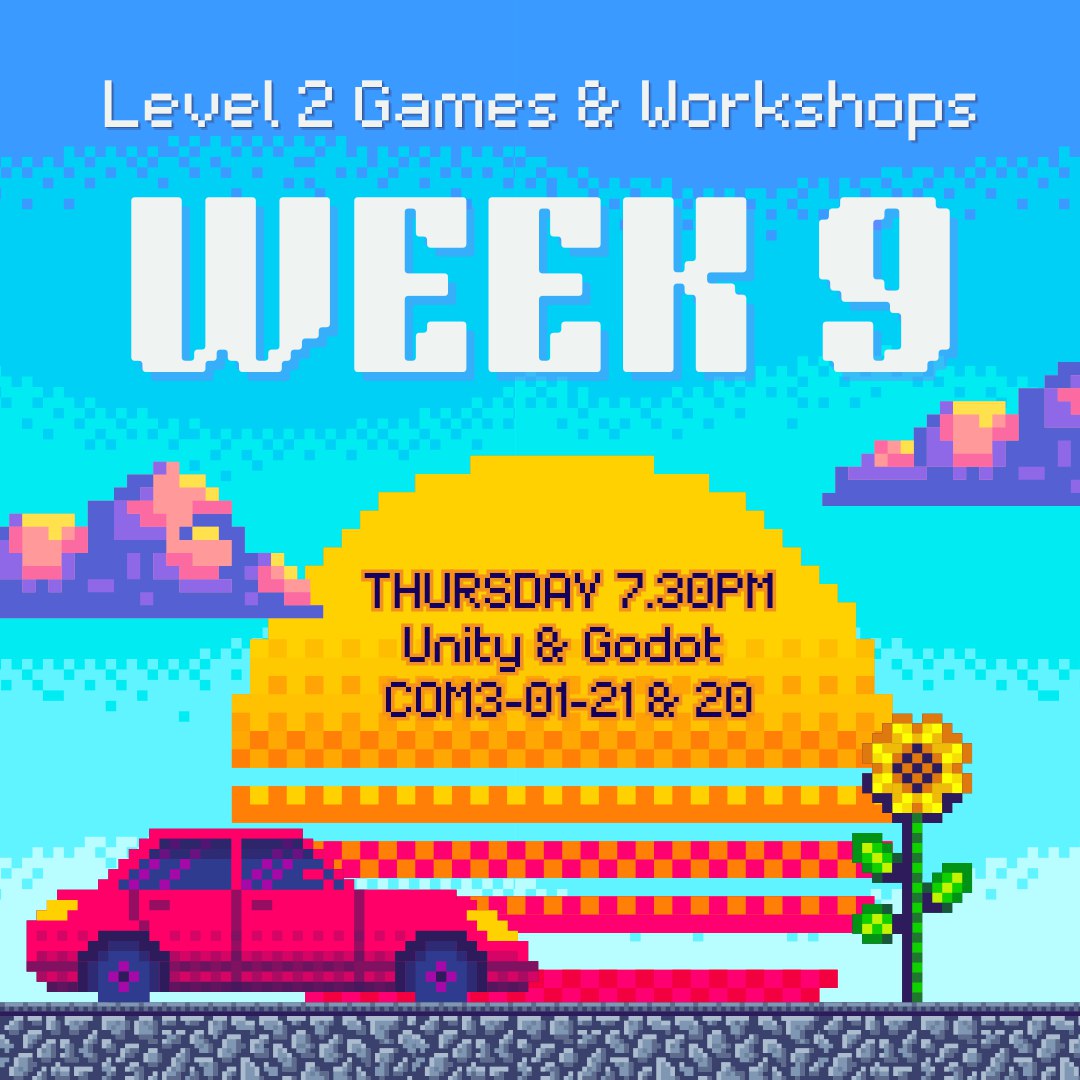 Level 2 Games & Workshops
WEEK 9
THURSDAY 7.30PM
Unity & Godot
COM3-01-21 & 20